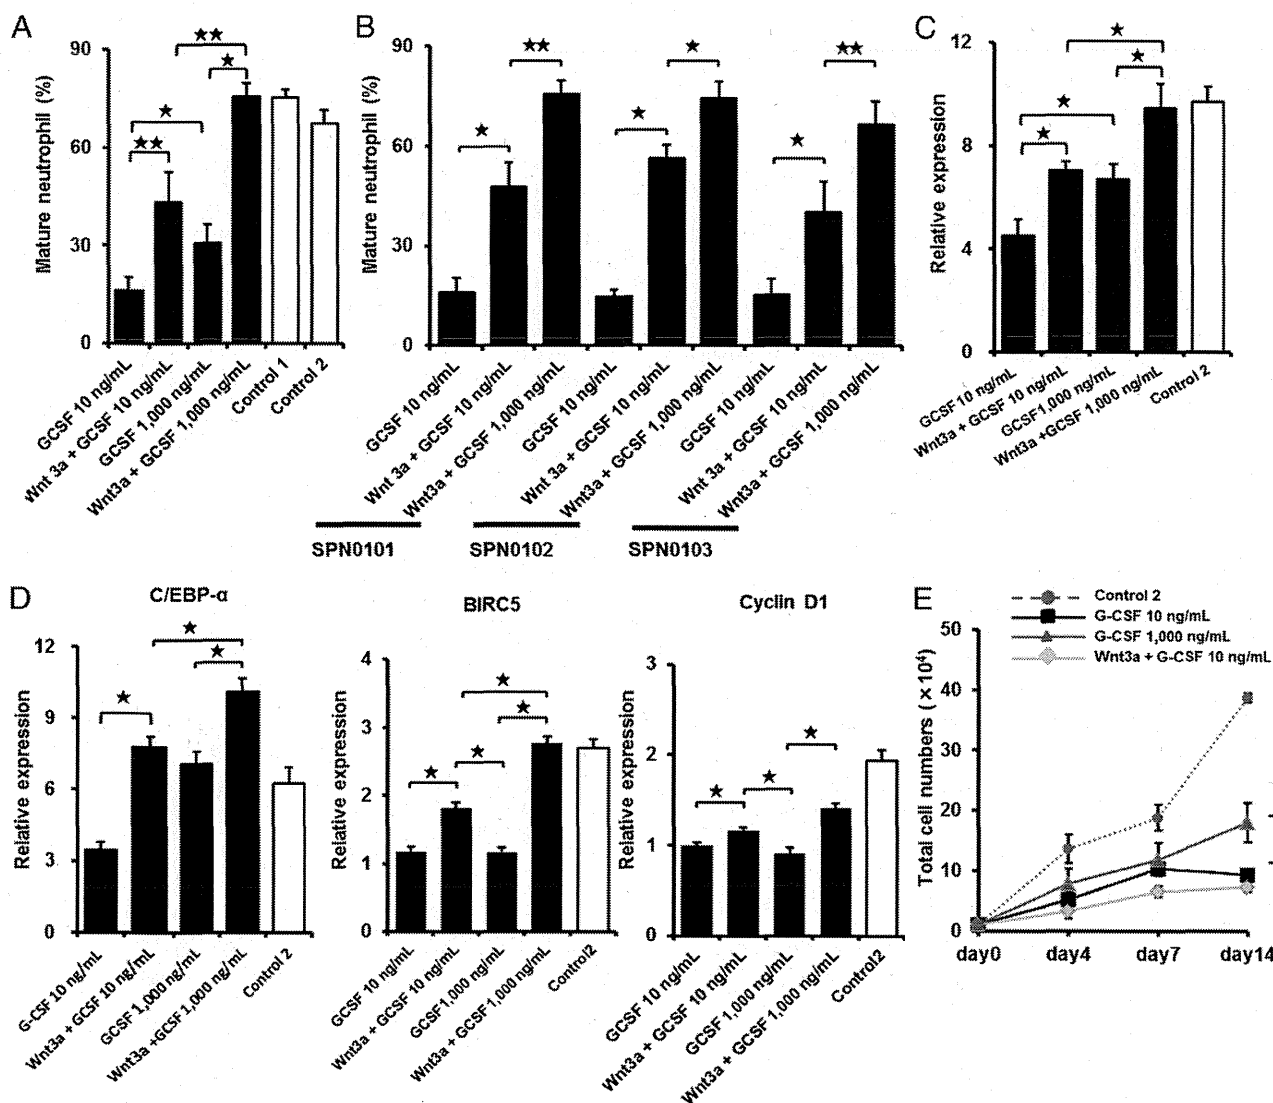 A
Mature neutrophil (%)
90
60
30
0
★★
★
★
★★
GCSF 10 ng/mL
Wnt 3a + GCSF 10 ng/mL
GCSF 1,000 ng/mL
Wnt3a + GCSF 1,000 ng/mL
Control 1
Control 2
B
Mature neutrophil (%)
90
60
30
0
★★
★
★★
★
★
★
GCSF 10 ng/mL
Wnt 3a + GCSF 10 ng/mL
Wnt3a + GCSF 1,000 ng/mL
GCSF 10 ng/mL
Wnt 3a + GCSF 10 ng/mL
Wnt3a + GCSF 1,000 ng/mL
GCSF 10 ng/mL
Wnt 3a + GCSF 10 ng/mL
Wnt3a + GCSF 1,000 ng/mL
SPN0101
SPN0102
SPN0103
C
Relative expression
12
8
4
0
★
★
★
★
GCSF 10 ng/mL
Wnt3a + GCSF 10 ng/mL
GCSF1,000 ng/mL
Wnt3a +GCSF 1,000 ng/mL
Control 2
D
C/EBP-α
Relative expression
12
9
6
3
0
★
★
★
G-CSF 10 ng/mL
Wnt3a + GCSF 10 ng/mL
GCSF 1,000 ng/mL
Wnt3a +GCSF 1,000 ng/mL
Control 2
BIRC5
Relative expression
4
3
2
1
0
★
★
★
★
GCSF 10 ng/mL
Wnt3a + GCSF 10 ng/mL
GCSF1,000 ng/mL
Wnt3a + GCSF1,000 ng/mL
Control2
Cyclin D1
Relative expression
3
2
1
0
★
★
★
GCSF 10 ng/mL
Wnt3a + GCSF 10 ng/mL
GCSF 1,000 ng/mL
Wnt3a + GCSF 1,000 ng/mL
Control2
E
Control 2
G-CSF 10 ng/mL
G-CSF 1,000 ng/mL
Wnt3a + G-CSF 10 ng/mL
Total cell numbers (×10⁴)
50
40
30
20
10
0
day0
day4
day7
day14